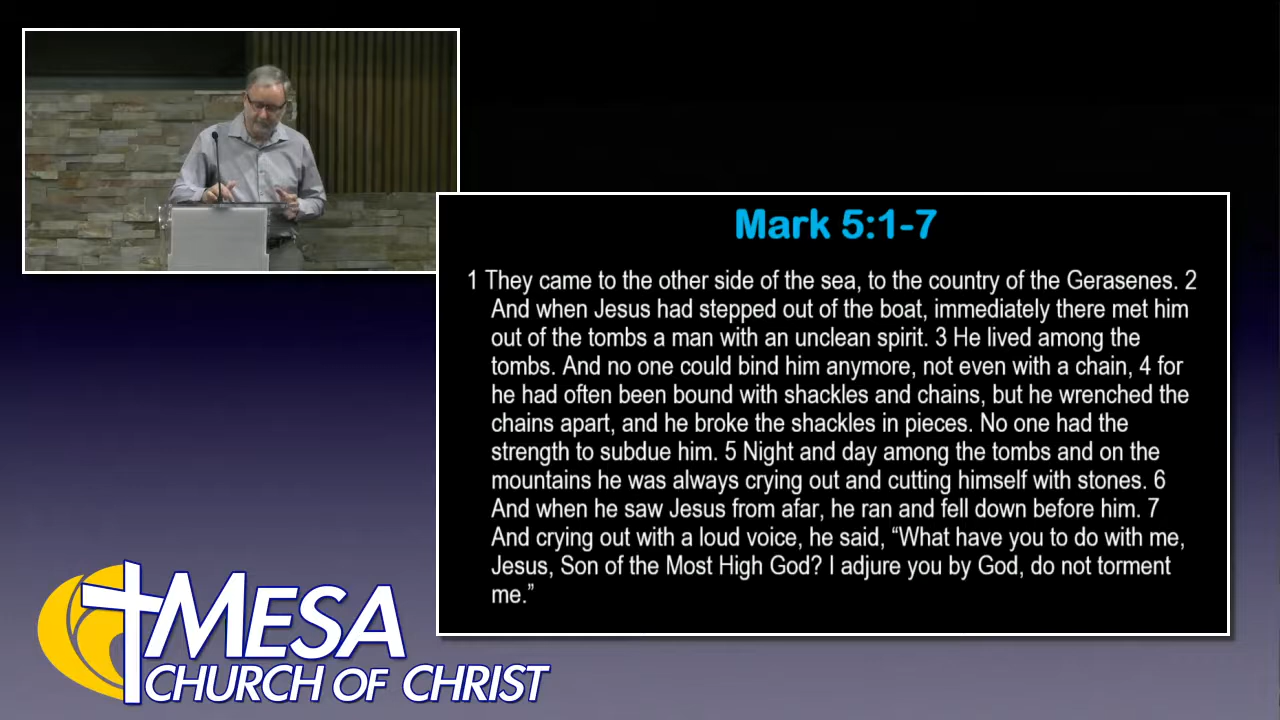 Mark 5:1-7
1 They came to the other side of the sea, to the country of the Gerasenes. 2
And when Jesus had stepped out of the boat, immediately there met him
out of the tombs a man with an unclean spirit. 3 He lived among the
tombs. And no one could bind him anymore, not even with a chain, 4 for
he had often been bound with shackles and chains, but he wrenched the
chains apart, and he broke the shackles in pieces. No one had the
strength to subdue him. 5 Night and day among the tombs and on the
mountains he was always crying out and cutting himself with stones. 6
And when he saw Jesus from afar, he ran and fell down before him. 7
And crying out with a loud voice, he said, “What have you to do with me,
Jesus, Son of the Most High God? I adjure you by God, do not torment
me.”
MESA
CHURCH OF CHRIST